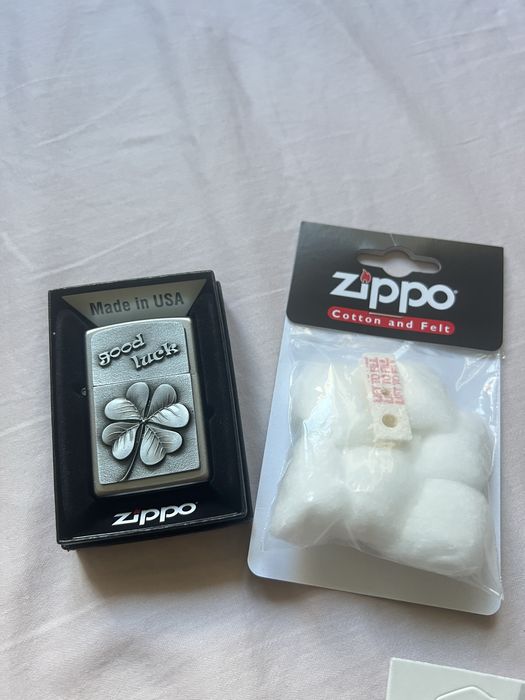 Made in USA
good
luck
zippo
zippo
Cotton and Felt